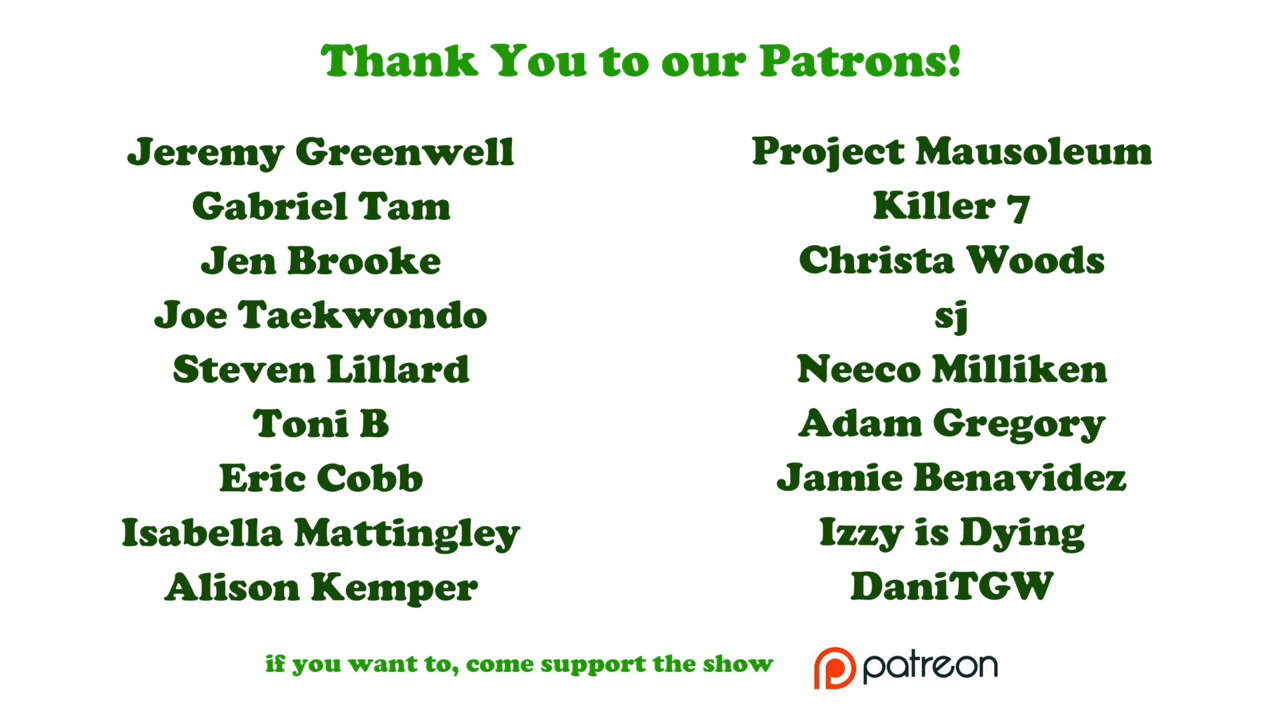 Thank You to our Patrons!
Jeremy Greenwell
Gabriel Tam
Jen Brooke
Joe Taekwondo
Steven Lillard
Toni B
Eric Cobb
Isabella Mattingley
Alison Kemper
Project Mausoleum
Killer 7
Christa Woods
sj
Neeco Milliken
Adam Gregory
Jamie Benavidez
Izzy is Dying
DaniTGW
if you want to, come support the show
patreon